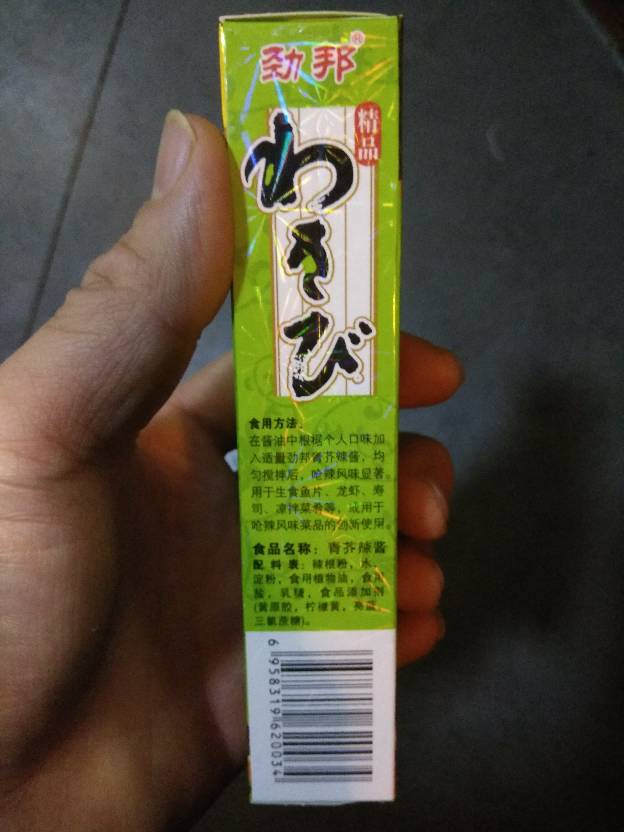 劲邦®
精品
わさび
食用方法:
在酱油中根据个人口味加
入适量劲邦青芥辣酱，均
匀搅拌后，呛辣风味显著。
用于生食鱼片、龙虾、寿
司、凉拌菜肴等，或用于
呛辣风味菜品的创新使用。
食品名称：青芥辣酱
配料表：辣根粉，水，
淀粉，食用植物油，食用
盐，乳糖，食品添加剂
(黄原胶，柠檬黄，亮蓝，
三氯蔗糖)。
6958319620034